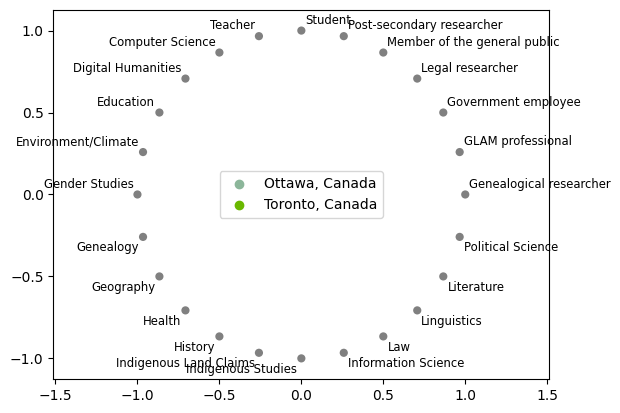 Student
Teacher
Post-secondary researcher
Computer Science
Member of the general public
Digital Humanities
Legal researcher
Education
Government employee
Environment/Climate
GLAM professional
Gender Studies
Genealogical researcher
Ottawa, Canada
Toronto, Canada
Genealogy
Political Science
Geography
Literature
Health
Linguistics
History
Law
Indigenous Land Claims
Information Science
Indigenous Studies
1.0
0.5
0.0
−0.5
−1.0
−1.5
−1.0
−0.5
0.0
0.5
1.0
1.5